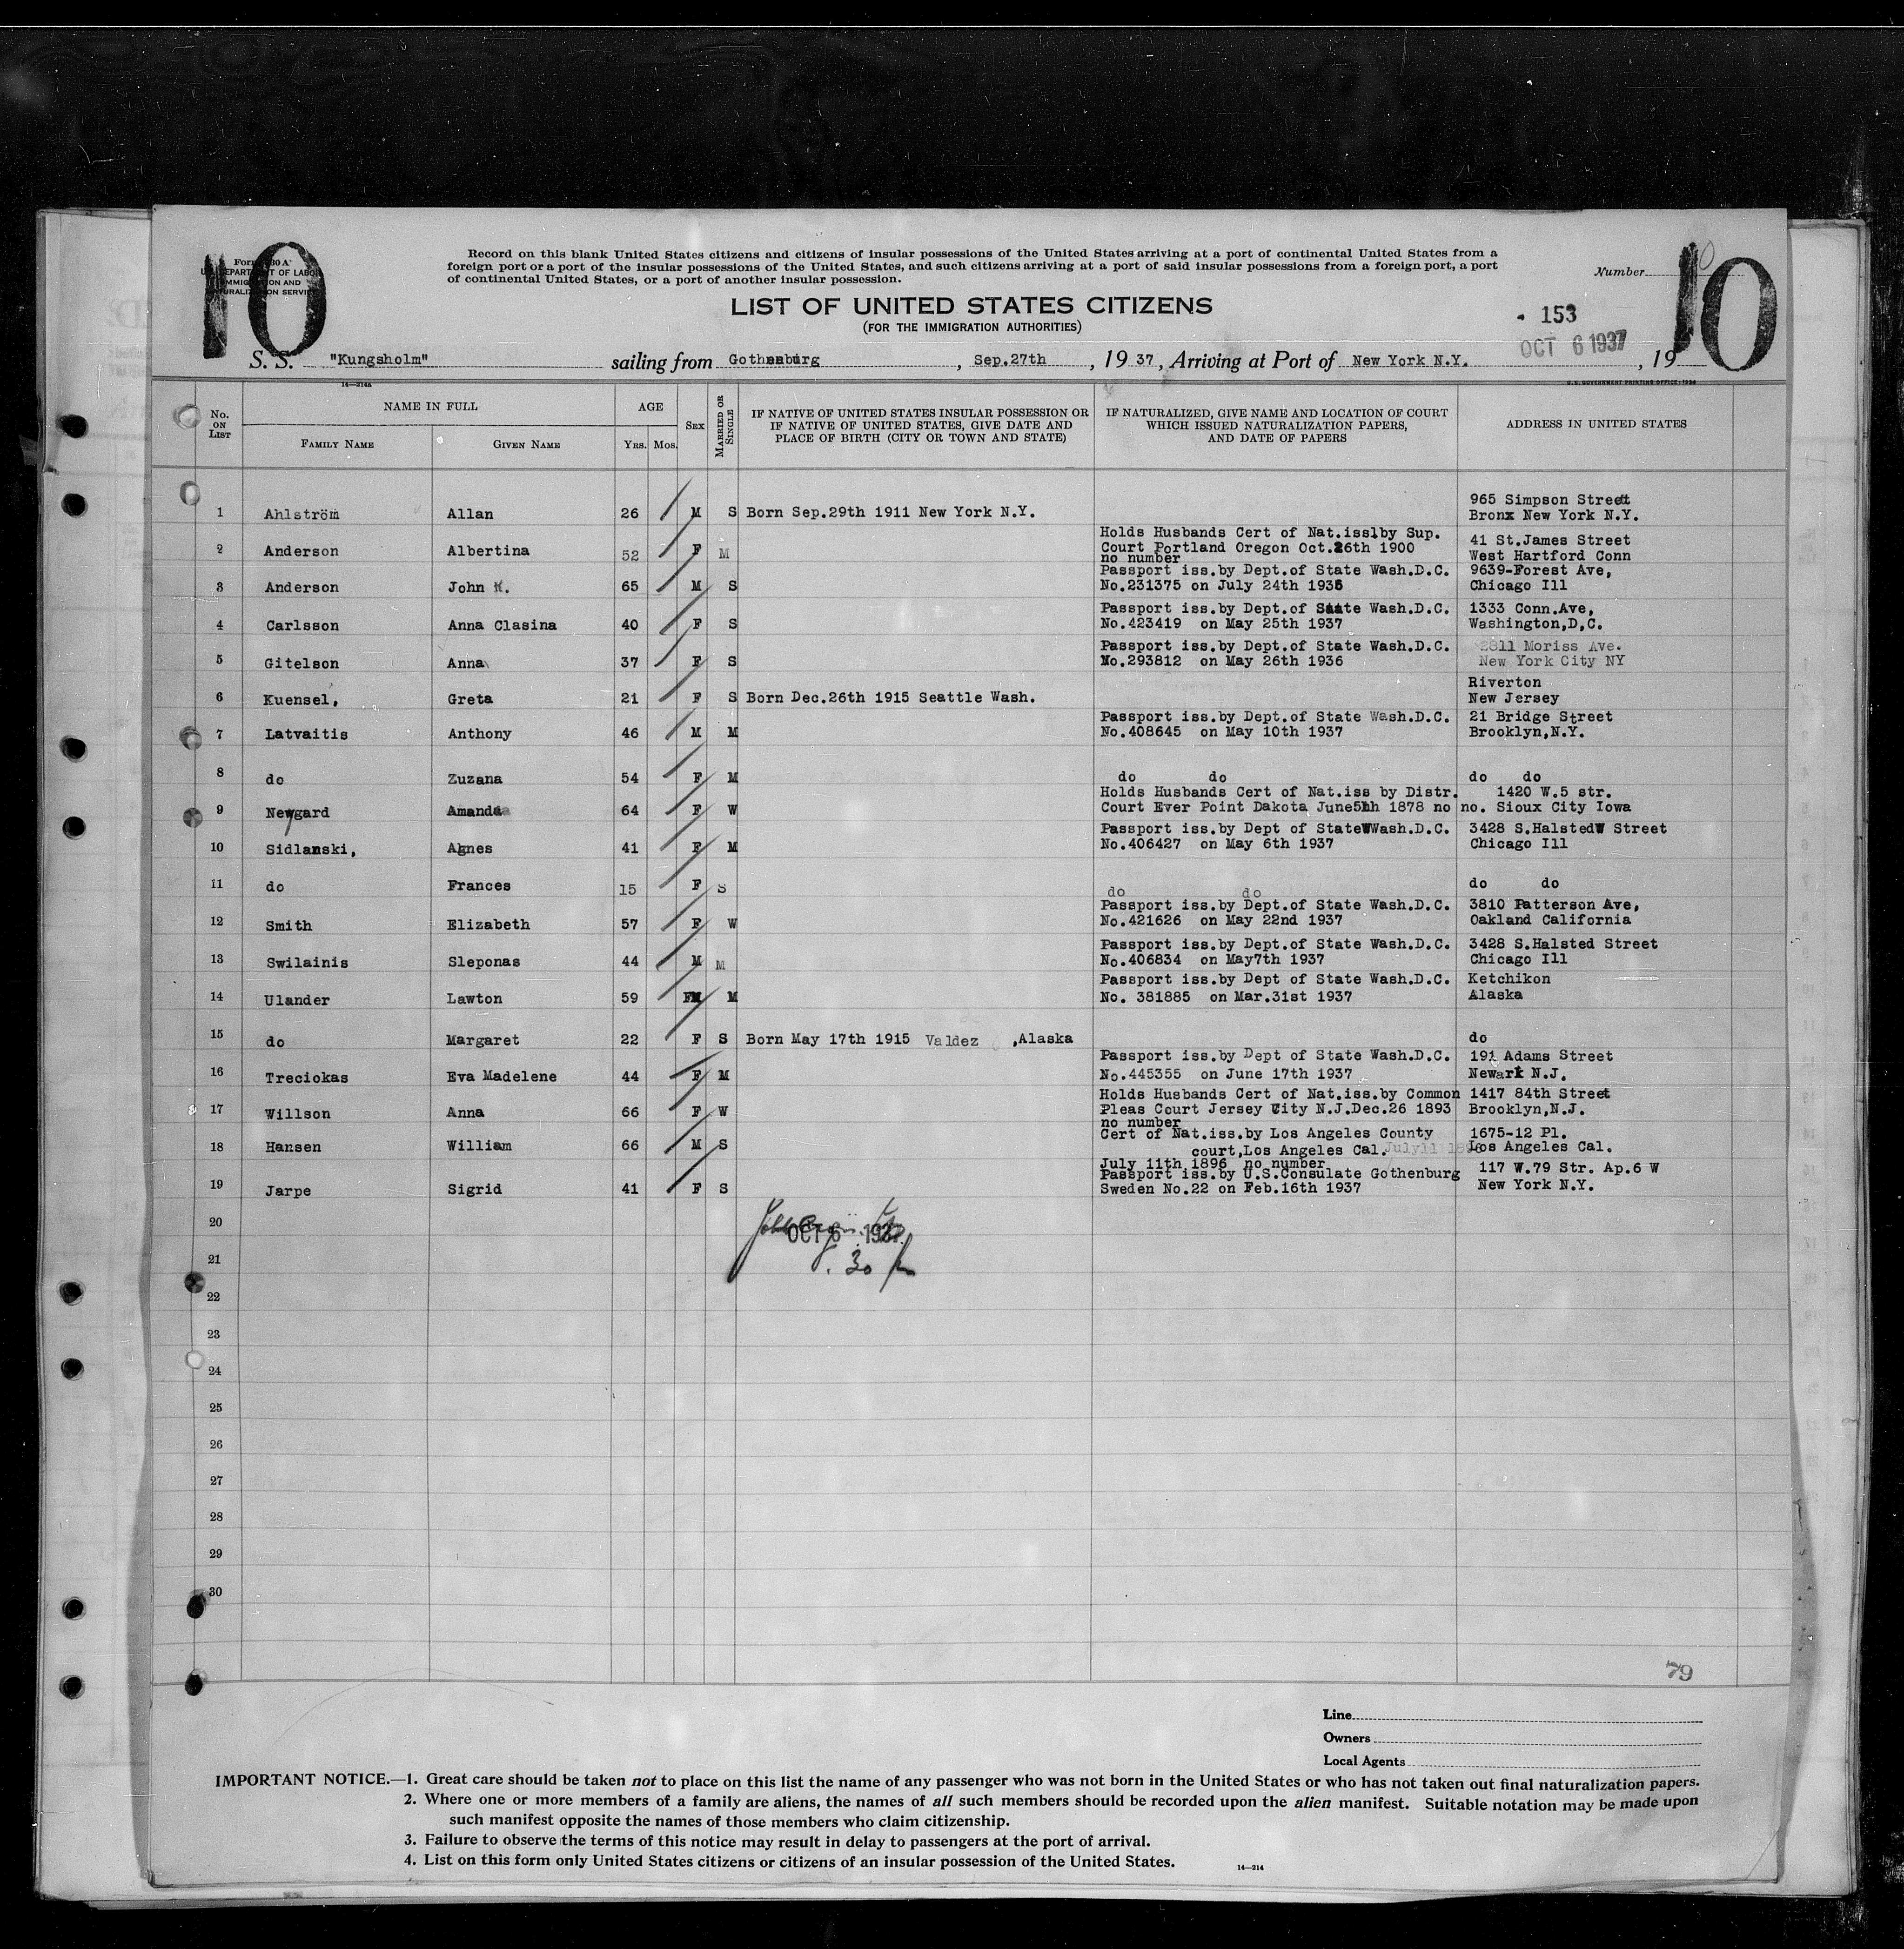 10
Form 630 A
U.S. DEPARTMENT OF LABOR
IMMIGRATION AND
NATURALIZATION SERVICE
Record on this blank United States citizens and citizens of insular possessions of the United States arriving at a port of continental United States from a
foreign port or a port of the insular possessions of the United States, and such citizens arriving at a port of said insular possessions from a foreign port, a port
of continental United States, or a port of another insular possession.
Number 10
10
LIST OF UNITED STATES CITIZENS
(FOR THE IMMIGRATION AUTHORITIES)
153
OCT 6 1937
S. S. "Kungsholm" sailing from Gothenburg, Sep.27th, 1937, Arriving at Port of New York N.Y., 19
14—214A
U.S. GOVERNMENT PRINTING OFFICE: 1934
No. ON LIST
NAME IN FULL
FAMILY NAME GIVEN NAME
AGE
YRS. MOS.
SEX
MARRIED OR SINGLE
IF NATIVE OF UNITED STATES INSULAR POSSESSION OR
IF NATIVE OF UNITED STATES, GIVE DATE AND
PLACE OF BIRTH (CITY OR TOWN AND STATE)
IF NATURALIZED, GIVE NAME AND LOCATION OF COURT
WHICH ISSUED NATURALIZATION PAPERS,
AND DATE OF PAPERS
ADDRESS IN UNITED STATES
965 Simpson Street
1 Ahlström Allan 26 M S Born Sep.29th 1911 New York N.Y. Bronx New York N.Y.
Holds Husbands Cert of Nat.iss by Sup.
41 St.James Street
2 Anderson Albertina 52 F M Court Portland Oregon Oct.26th 1900 West Hartford Conn
no number
Passport iss.by Dept.of State Wash.D.C. 9639-Forest Ave,
3 Anderson John K. 65 M S No.231375 on July 24th 1935 Chicago Ill
Passport iss.by Dept.of State Wash.D.C. 1333 Conn.Ave,
4 Carlsson Anna Clasina 40 F S No.423419 on May 25th 1937 Washington,D,C.
Passport iss.by Dept.of State Wash.D.C. 2811 Moriss Ave.
5 Gitelson Anna 37 F S No.293812 on May 26th 1936 New York City NY
Riverton
6 Kuensel, Greta 21 F S Born Dec.26th 1915 Seattle Wash. New Jersey
Passport iss.by Dept.of State Wash.D.C. 21 Bridge Street
7 Latvaitis Anthony 46 M M No.408645 on May 10th 1937 Brooklyn,N.Y.
8 do Zuzana 54 F M do do do do
Holds Husbands Cert of Nat.iss by Distr. 1420 W.5 str.
9 Newgard Amanda 64 F W Court Ever Point Dakota June5th 1878 no no. Sioux City Iowa
Passport iss.by Dept of State Wash.D.C. 3428 S.Halsted Street
10 Sidlanski, Agnes 41 F M No.406427 on May 6th 1937 Chicago Ill
11 do Frances 15 F S do do do do
Passport iss.by Dept.of State Wash.D.C. 3810 Patterson Ave,
12 Smith Elizabeth 57 F W No.421626 on May 22nd 1937 Oakland California
Passport iss.by Dept.of State Wash.D.C. 3428 S.Halsted Street
13 Swilainis Sleponas 44 M M No.406834 on May7th 1937 Chicago Ill
Passport iss.by Dept of State Wash.D.C. Ketchikon
14 Ulander Lawton 59 M M No. 381885 on Mar.31st 1937 Alaska
15 do Margaret 22 F S Born May 17th 1915 Valdez ,Alaska do
Passport iss.by Dept of State Wash.D.C. 191 Adams Street
16 Treciokas Eva Madelene 44 F M No.445355 on June 17th 1937 Newark N.J.
Holds Husbands Cert of Nat.iss.by Common 1417 84th Street
17 Willson Anna 66 F W Pleas Court Jersey City N.J.Dec.26 1893 Brooklyn,N.J.
no number
Cert of Nat.iss.by Los Angeles County 1675-12 Pl.
18 Hansen William 66 M S court,Los Angeles Cal. July11 1896 Los Angeles Cal.
July 11th 1896 no number
Passport iss.by U.S.Consulate Gothenburg 117 W.79 Str. Ap.6 W
19 Jarpe Sigrid 41 F S Sweden No.22 on Feb.16th 1937 New York N.Y.
20
OCT 6 1937
21
30
22
23
24
25
26
27
28
29
30
79
Line
Owners
Local Agents
IMPORTANT NOTICE.—1. Great care should be taken not to place on this list the name of any passenger who was not born in the United States or who has not taken out final naturalization papers.
2. Where one or more members of a family are aliens, the names of all such members should be recorded upon the alien manifest. Suitable notation may be made upon
such manifest opposite the names of those members who claim citizenship.
3. Failure to observe the terms of this notice may result in delay to passengers at the port of arrival.
4. List on this form only United States citizens or citizens of an insular possession of the United States.
14—214